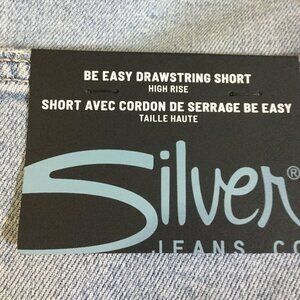 BE EASY DRAWSTRING SHORT
HIGH RISE
SHORT AVEC CORDON DE SERRAGE BE EASY
TAILLE HAUTE
Silver®
JEANS CO